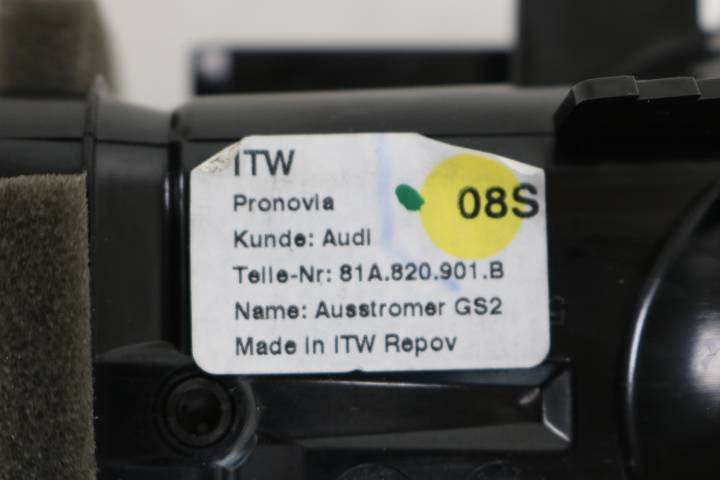 ITW
Pronovia 08S
Kunde: Audi
Teile-Nr: 81A.820.901.B
Name: Ausstromer GS2
Made in ITW Repov